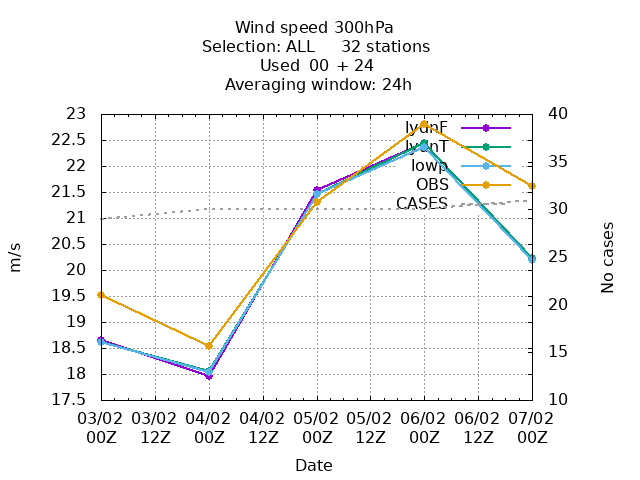 Wind speed 300hPa
Selection: ALL 32 stations
Used 00 + 24
Averaging window: 24h
23
22.5
22
21.5
21
20.5
20
19.5
19
18.5
18
17.5
m/s
40
35
30
25
20
15
10
No cases
lowp
OBS
CASES
03/02 03/02 04/02 04/02 05/02 05/02 06/02 06/02 07/02
00Z 12Z 00Z 12Z 00Z 12Z 00Z 12Z 00Z
Date